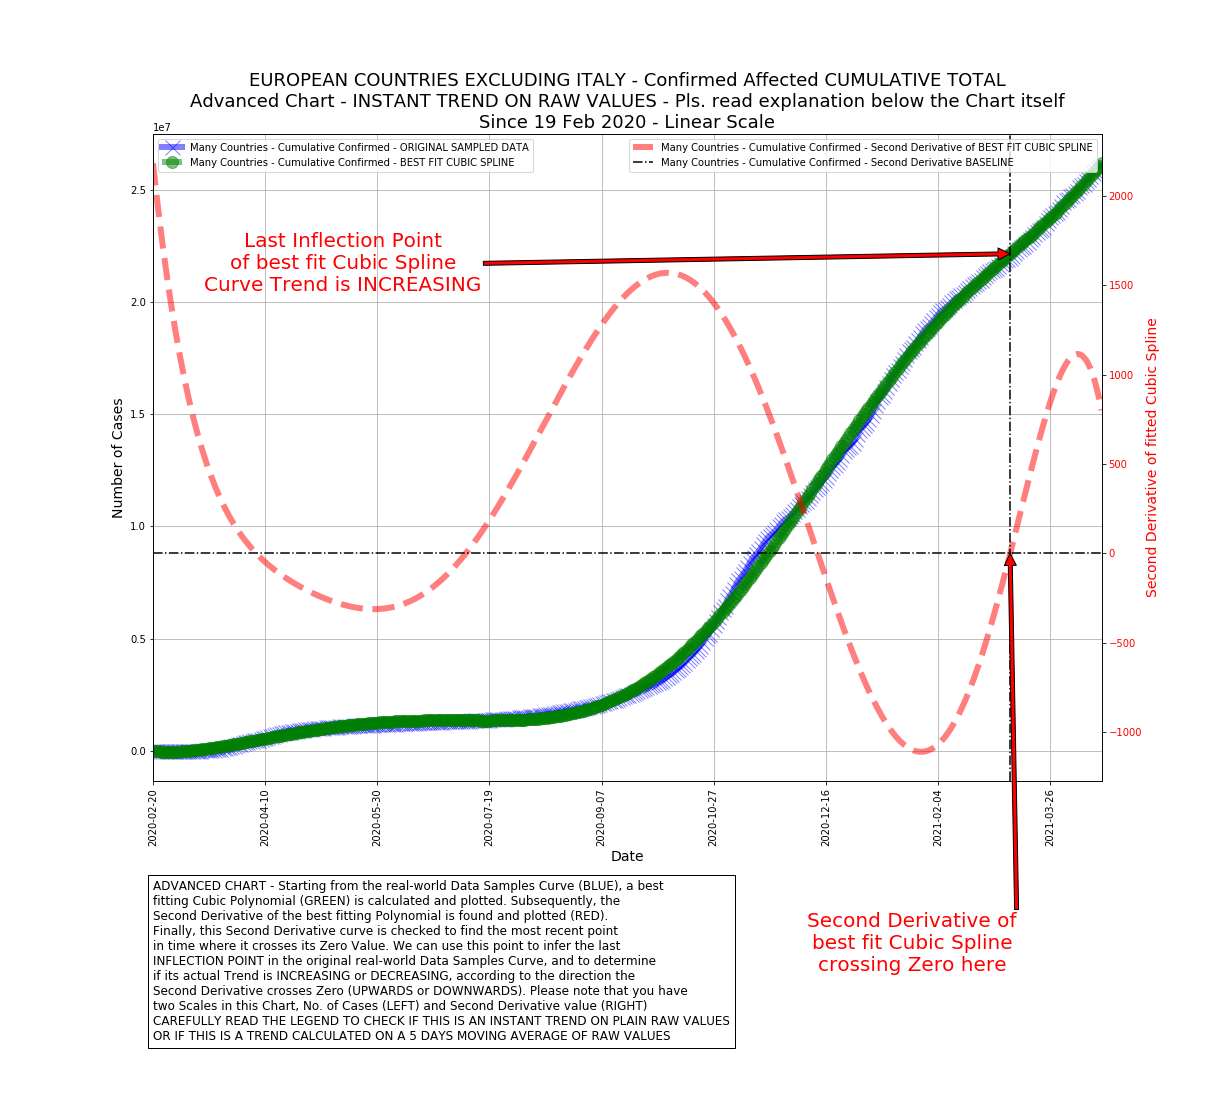 EUROPEAN COUNTRIES EXCLUDING ITALY - Confirmed Affected CUMULATIVE TOTAL
Advanced Chart - INSTANT TREND ON RAW VALUES - Pls. read explanation below the Chart itself
Since 19 Feb 2020 - Linear Scale
1e7
Many Countries - Cumulative Confirmed - ORIGINAL SAMPLED DATA
Many Countries - Cumulative Confirmed - BEST FIT CUBIC SPLINE
Many Countries - Cumulative Confirmed - Second Derivative of BEST FIT CUBIC SPLINE
Many Countries - Cumulative Confirmed - Second Derivative BASELINE
Last Inflection Point
of best fit Cubic Spline
Curve Trend is INCREASING
Number of Cases
2.5
2.0
1.5
1.0
0.5
0.0
2000
1500
1000
500
0
−500
−1000
Second Derivative of fitted Cubic Spline
2020-02-20
2020-04-10
2020-05-30
2020-07-19
2020-09-07
2020-10-27
2020-12-16
2021-02-04
2021-03-26
Date
ADVANCED CHART - Starting from the real-world Data Samples Curve (BLUE), a best
fitting Cubic Polynomial (GREEN) is calculated and plotted. Subsequently, the
Second Derivative of the best fitting Polynomial is found and plotted (RED).
Finally, this Second Derivative curve is checked to find the most recent point
in time where it crosses its Zero Value. We can use this point to infer the last
INFLECTION POINT in the original real-world Data Samples Curve, and to determine
if its actual Trend is INCREASING or DECREASING, according to the direction the
Second Derivative crosses Zero (UPWARDS or DOWNWARDS). Please note that you have
two Scales in this Chart, No. of Cases (LEFT) and Second Derivative value (RIGHT)
CAREFULLY READ THE LEGEND TO CHECK IF THIS IS AN INSTANT TREND ON PLAIN RAW VALUES
OR IF THIS IS A TREND CALCULATED ON A 5 DAYS MOVING AVERAGE OF RAW VALUES
Second Derivative of
best fit Cubic Spline
crossing Zero here